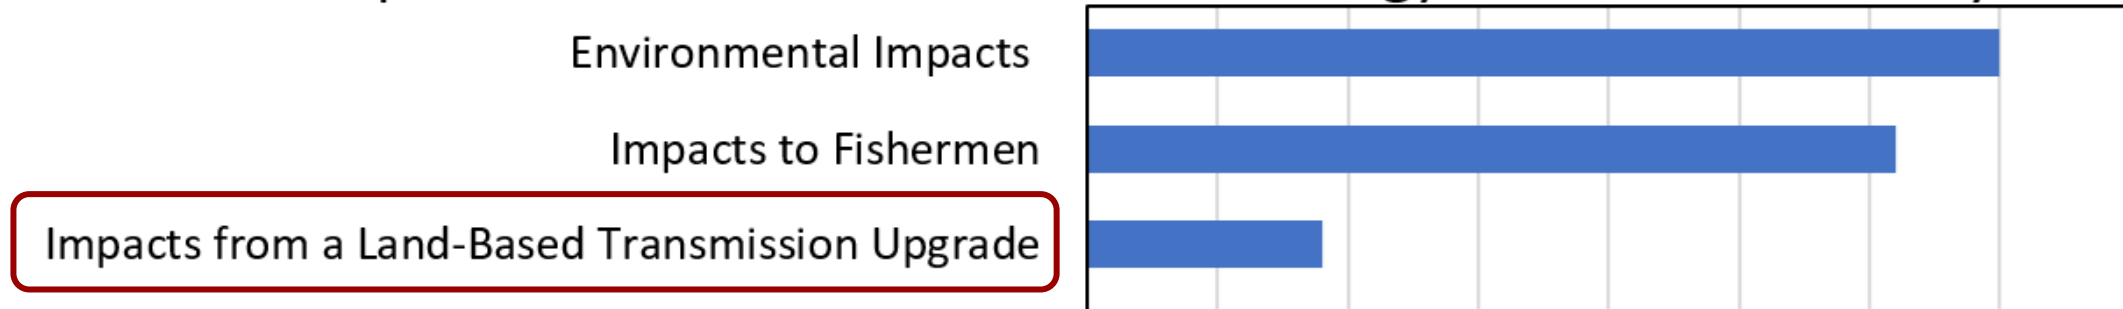 Environmental Impacts
Impacts to Fishermen
Impacts from a Land-Based Transmission Upgrade